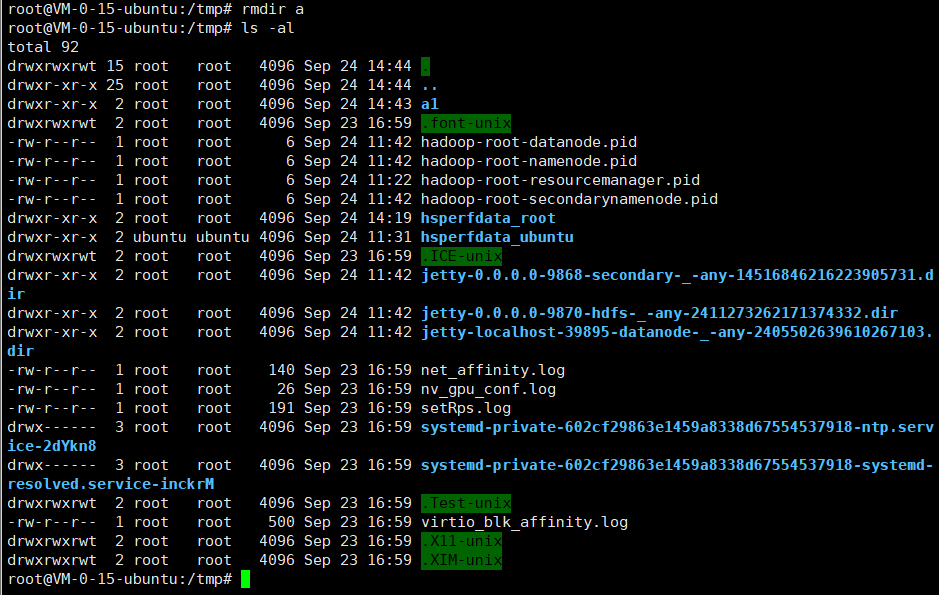 root@VM-0-15-ubuntu:/tmp# rmdir a
root@VM-0-15-ubuntu:/tmp# ls -al
total 92
drwxrwxrwt 15 root   root   4096 Sep 24 14:44 .
drwxr-xr-x 25 root   root   4096 Sep 24 14:44 ..
drwxr-xr-x  2 root   root   4096 Sep 24 14:43 a1
drwxrwxrwt  2 root   root   4096 Sep 23 16:59 .font-unix
-rw-r--r--  1 root   root      6 Sep 24 11:42 hadoop-root-datanode.pid
-rw-r--r--  1 root   root      6 Sep 24 11:42 hadoop-root-namenode.pid
-rw-r--r--  1 root   root      6 Sep 24 11:22 hadoop-root-resourcemanager.pid
-rw-r--r--  1 root   root      6 Sep 24 11:42 hadoop-root-secondarynamenode.pid
drwxr-xr-x  2 root   root   4096 Sep 24 14:19 hsperfdata_root
drwxr-xr-x  2 ubuntu ubuntu 4096 Sep 24 11:31 hsperfdata_ubuntu
drwxrwxrwt  2 root   root   4096 Sep 23 16:59 .ICE-unix
drwxr-xr-x  2 root   root   4096 Sep 24 11:42 jetty-0.0.0.0-9868-secondary-_-any-14516846216223905731.d
ir
drwxr-xr-x  2 root   root   4096 Sep 24 11:42 jetty-0.0.0.0-9870-hdfs-_-any-2411273262171374332.dir
drwxr-xr-x  2 root   root   4096 Sep 24 11:42 jetty-localhost-39895-datanode-_-any-2405502639610267103.
dir
-rw-r--r--  1 root   root    140 Sep 23 16:59 net_affinity.log
-rw-r--r--  1 root   root     26 Sep 23 16:59 nv_gpu_conf.log
-rw-r--r--  1 root   root    191 Sep 23 16:59 setRps.log
drwx------  3 root   root   4096 Sep 23 16:59 systemd-private-602cf29863e1459a8338d67554537918-ntp.serv
ice-2dYkn8
drwx------  3 root   root   4096 Sep 23 16:59 systemd-private-602cf29863e1459a8338d67554537918-systemd-
resolved.service-inckrM
drwxrwxrwt  2 root   root   4096 Sep 23 16:59 .Test-unix
-rw-r--r--  1 root   root    500 Sep 23 16:59 virtio_blk_affinity.log
drwxrwxrwt  2 root   root   4096 Sep 23 16:59 .X11-unix
drwxrwxrwt  2 root   root   4096 Sep 23 16:59 .XIM-unix
root@VM-0-15-ubuntu:/tmp#